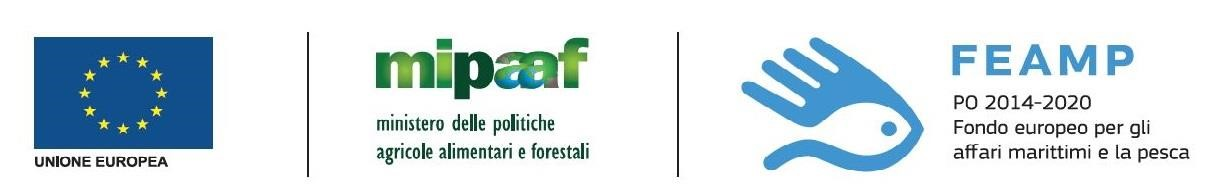 UNIONE EUROPEA
mipaaf
ministero delle politiche
agricole alimentari e forestali
FEAMP
PO 2014-2020
Fondo europeo per gli
affari marittimi e la pesca